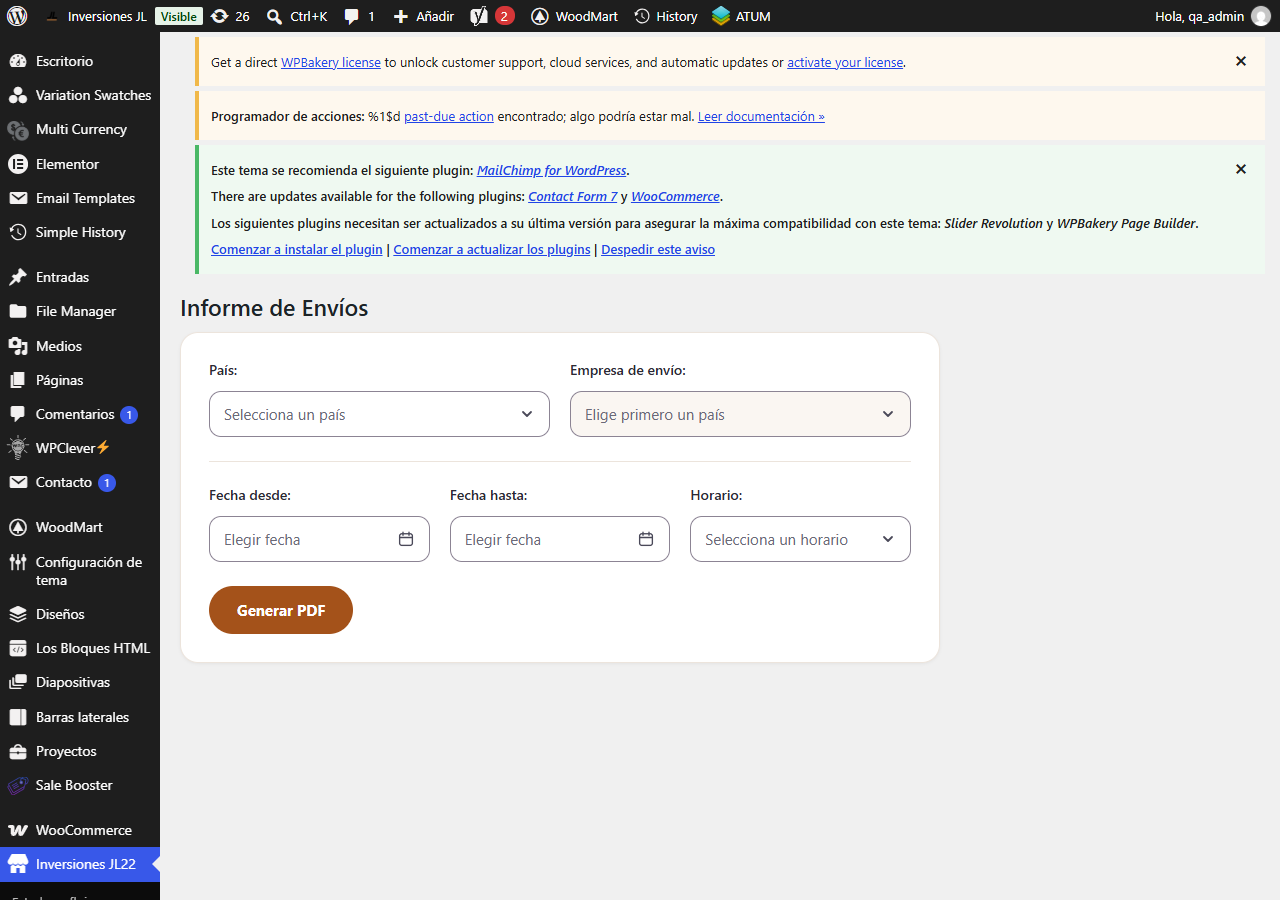 Inversiones JL Visible 26 Ctrl+K 1 Añadir 2 WoodMart History ATUM Hola, qa_admin
Escritorio
Variation Swatches
Multi Currency
Elementor
Email Templates
Simple History
Entradas
File Manager
Medios
Páginas
Comentarios 1
WPClever
Contacto 1
WoodMart
Configuración de
tema
Diseños
Los Bloques HTML
Diapositivas
Barras laterales
Proyectos
Sale Booster
WooCommerce
Inversiones JL22
Get a direct WPBakery license to unlock customer support, cloud services, and automatic updates or activate your license.
Programador de acciones: %1$d past-due action encontrado; algo podría estar mal. Leer documentación »
Este tema se recomienda el siguiente plugin: MailChimp for WordPress.
There are updates available for the following plugins: Contact Form 7 y WooCommerce.
Los siguientes plugins necesitan ser actualizados a su última versión para asegurar la máxima compatibilidad con este tema: Slider Revolution y WPBakery Page Builder.
Comenzar a instalar el plugin | Comenzar a actualizar los plugins | Despedir este aviso
Informe de Envíos
País: Empresa de envío:
Selecciona un país Elige primero un país
Fecha desde: Fecha hasta: Horario:
Elegir fecha Elegir fecha Selecciona un horario
Generar PDF